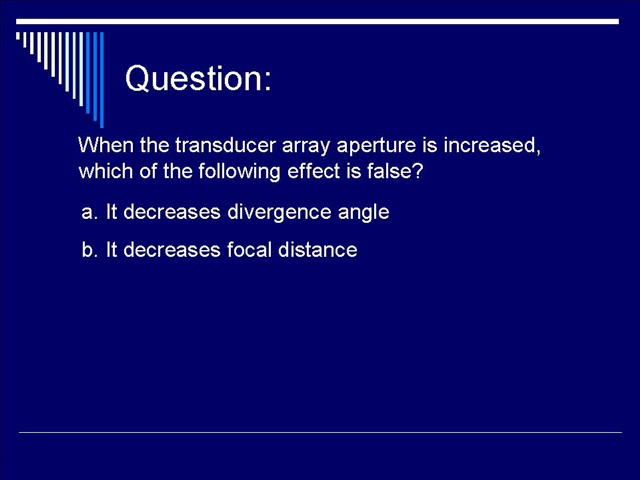 Question:
When the transducer array aperture is increased,
which of the following effect is false?
a. It decreases divergence angle
b. It decreases focal distance